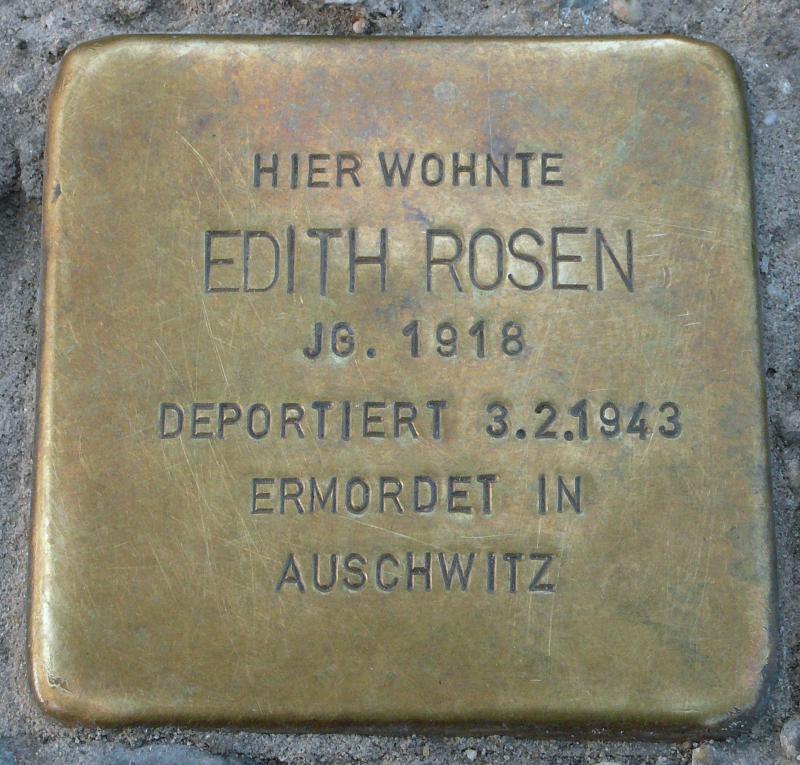 HIER WOHNTE
EDITH ROSEN
JG. 1918
DEPORTIERT 3.2.1943
ERMORDET IN
AUSCHWITZ